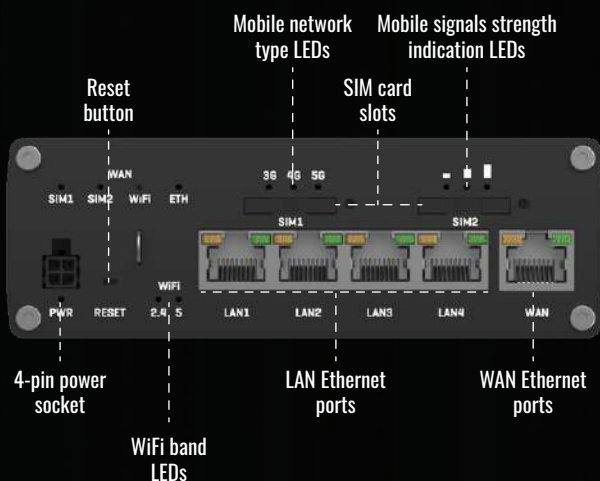 Mobile network
type LEDs
Mobile signals strength
indication LEDs
Reset
button
SIM card
slots
WAN
SIM1 SIM2 WiFi ETH
3G 4G 5G
SIM1
SIM2
WiFi
PWR RESET 2.4 5 LAN1 LAN2 LAN3 LAN4 WAN
4-pin power
socket
LAN Ethernet
ports
WAN Ethernet
ports
WiFi band
LEDs